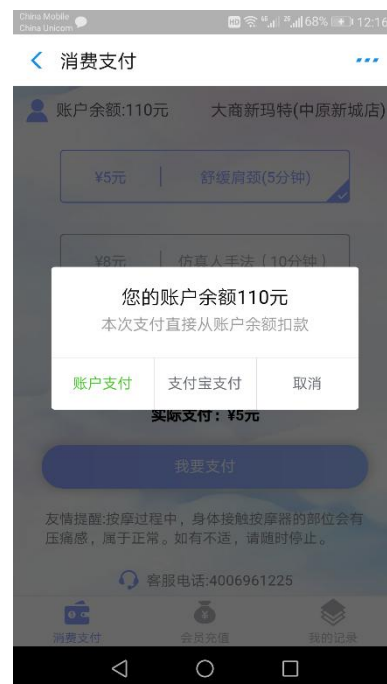 China Mobile
China Unicom
HD 46 26 68% 12:16
消费支付
账户余额:110元 大商新玛特(中原新城店)
¥5元 舒缓肩颈(5分钟)
¥8元 仿真人手法（10分钟）
您的账户余额110元
本次支付直接从账户余额扣款
账户支付 支付宝支付 取消
实际支付：¥5元
我要支付
友情提醒:按摩过程中，身体接触按摩器的部位会有
压痛感，属于正常。如有不适，请随时停止。
客服电话:4006961225
消费支付 会员充值 我的记录